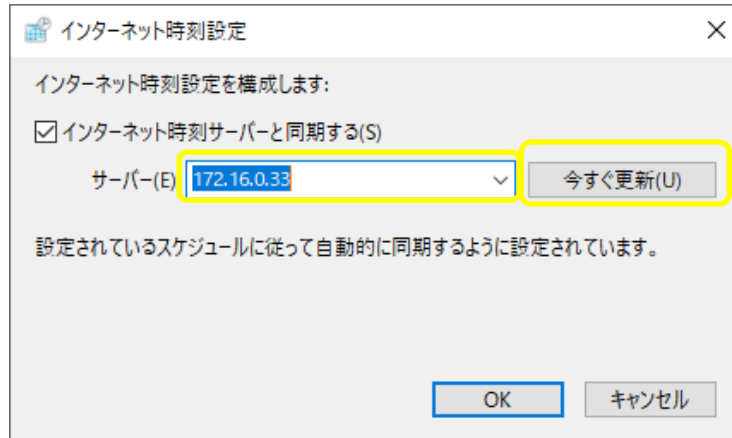 インターネット時刻設定
インターネット時刻設定を構成します:
インターネット時刻サーバーと同期する(S)
サーバー(E) 172.16.0.33 今すぐ更新(U)
設定されているスケジュールに従って自動的に同期するように設定されています。
OK キャンセル